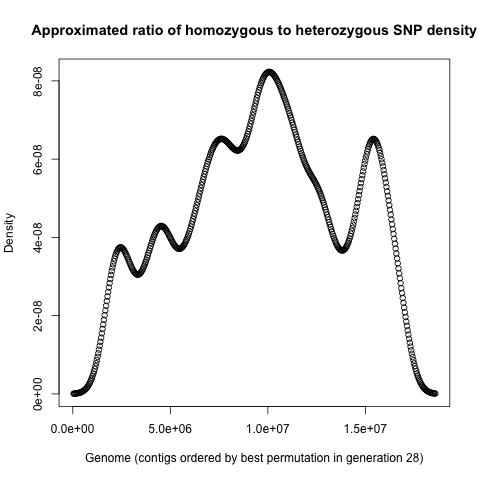 Approximated ratio of homozygous to heterozygous SNP density
8e-08
6e-08
4e-08
2e-08
0e+00
Density
0.0e+00 5.0e+06 1.0e+07 1.5e+07
Genome (contigs ordered by best permutation in generation 28)